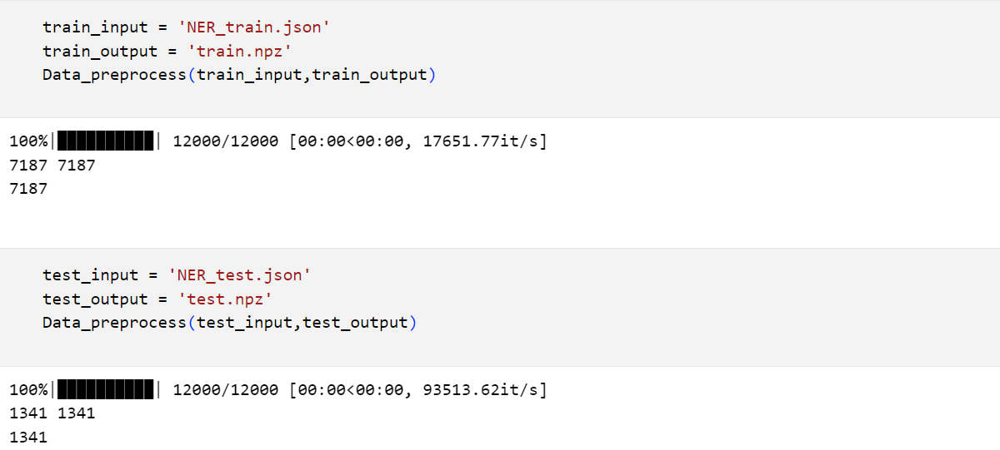 train_input = 'NER_train.json'
train_output = 'train.npz'
Data_preprocess(train_input,train_output)
100%|██████████| 12000/12000 [00:00<00:00, 17651.77it/s]
7187 7187
7187
test_input = 'NER_test.json'
test_output = 'test.npz'
Data_preprocess(test_input,test_output)
100%|██████████| 12000/12000 [00:00<00:00, 93513.62it/s]
1341 1341
1341